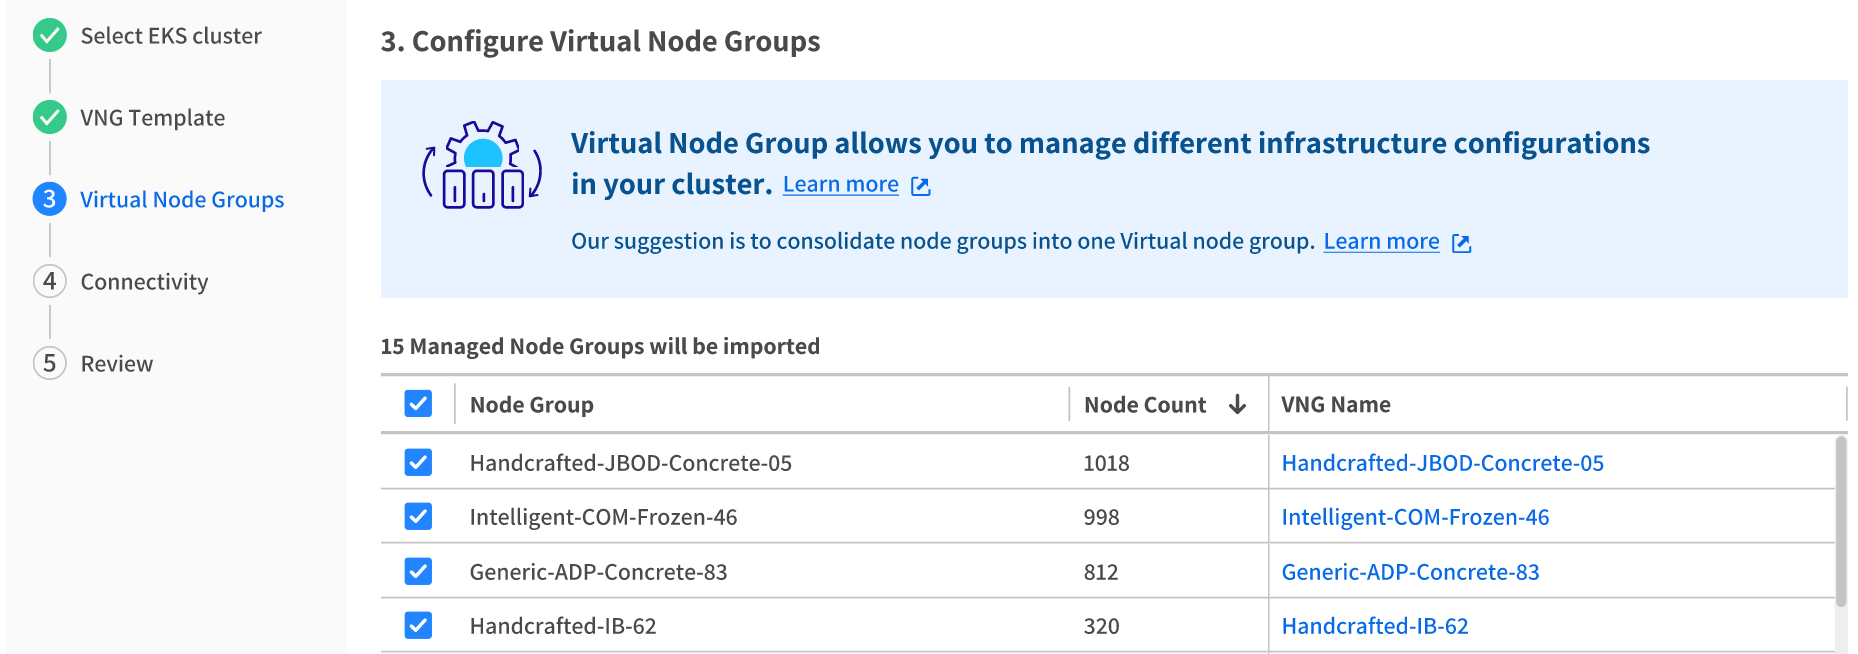 Select EKS cluster
VNG Template
3 Virtual Node Groups
4 Connectivity
5 Review
3. Configure Virtual Node Groups
Virtual Node Group allows you to manage different infrastructure configurations
in your cluster. Learn more
Our suggestion is to consolidate node groups into one Virtual node group. Learn more
15 Managed Node Groups will be imported
Node Group Node Count VNG Name
Handcrafted-JBOD-Concrete-05 1018 Handcrafted-JBOD-Concrete-05
Intelligent-COM-Frozen-46 998 Intelligent-COM-Frozen-46
Generic-ADP-Concrete-83 812 Generic-ADP-Concrete-83
Handcrafted-IB-62 320 Handcrafted-IB-62